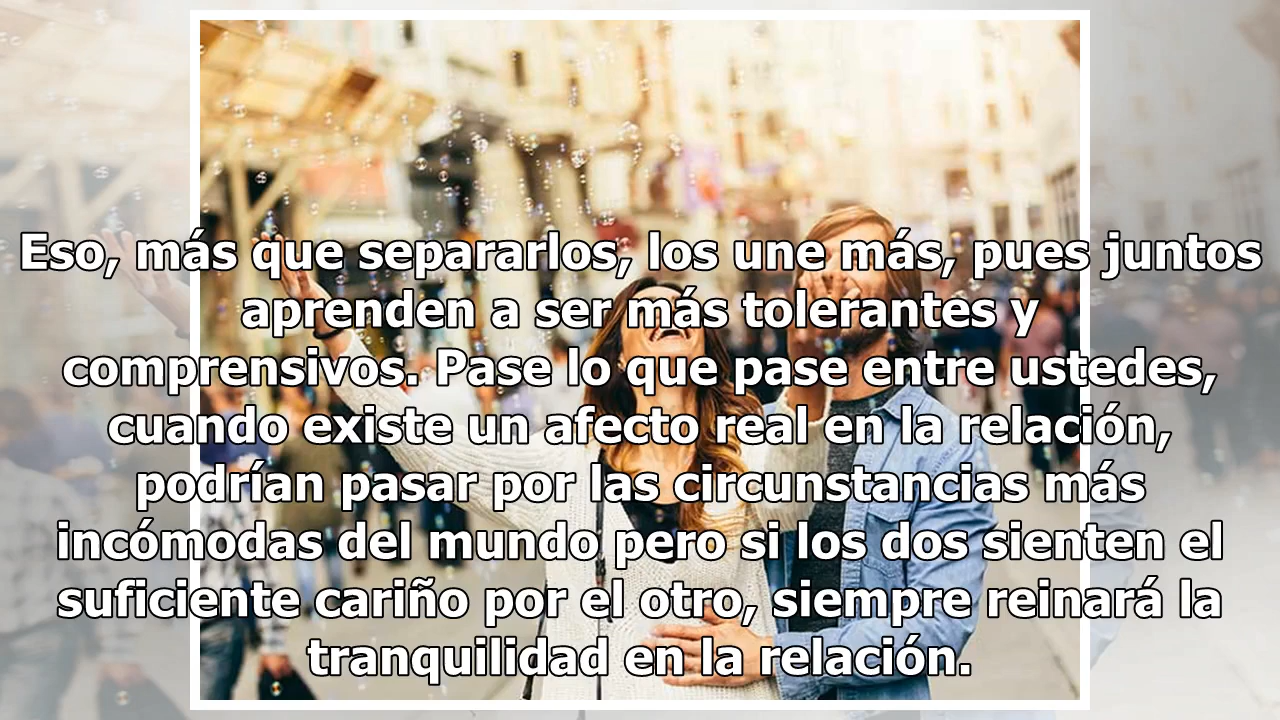 Eso, más que separarlos, los une más, pues juntos
aprenden a ser más tolerantes y
comprensivos. Pase lo que pase entre ustedes,
cuando existe un afecto real en la relación,
podrían pasar por las circunstancias más
incómodas del mundo pero si los dos sienten el
suficiente cariño por el otro, siempre reinará la
tranquilidad en la relación.